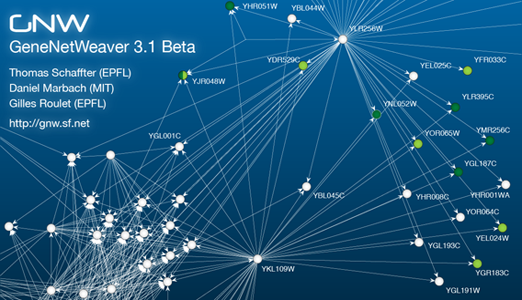 GNW
GeneNetWeaver 3.1 Beta
Thomas Schaffter (EPFL)
Daniel Marbach (MIT)
Gilles Roulet (EPFL)
http://gnw.sf.net
YHR051W
YBL044W
YLR256W
YDR529C
YJR048W
YEL025C
YFR033C
YNL052W
YLR395C
YOR065W
YMR256C
YGL001C
YGL187C
YBL045C
YHR008C
YHR001WA
YOR064C
YEL024W
YGL193C
YKL109W
YGR183C
YGL191W